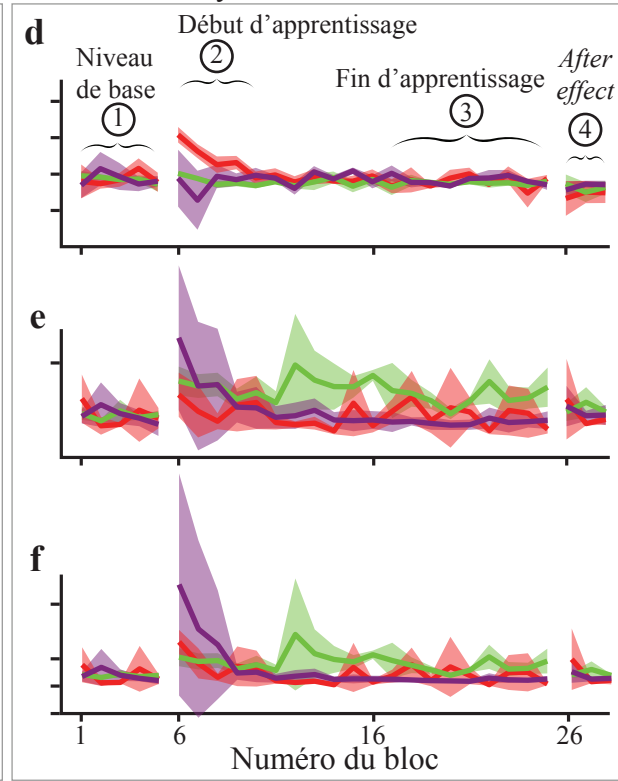 d
Début d’apprentissage
2
Niveau
de base
1
Fin d’apprentissage
3
After
effect
4
e
f
1 6 16 26
Numéro du bloc